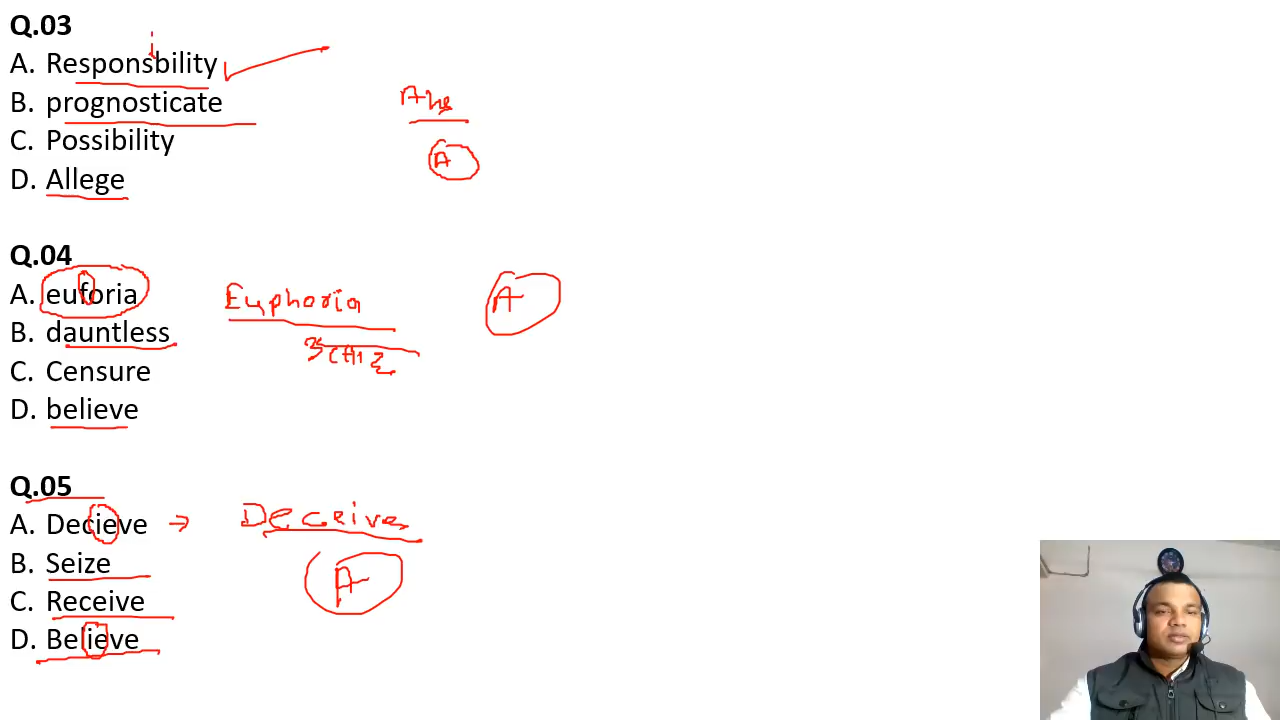 Q.03
i
A. Responsbility
B. prognosticate
Ans
C. Possibility
A
D. Allege
Q.04
A. euforia
Euphoria
A
B. dauntless
C. Censure
D. believe
Q.05
A. Decieve → Deceive
B. Seize
A
C. Receive
D. Believe